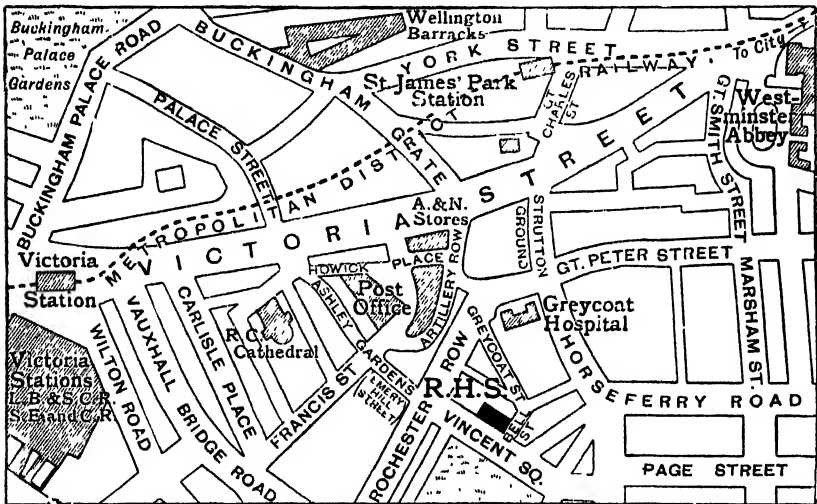 Buckingham
Palace
Gardens
BUCKINGHAM PALACE ROAD
BUCKINGHAM GATE
Wellington
Barracks
YORK STREET
St. James' Park
Station
RAILWAY
To City
GT. CHARLES ST
PALACE STREET
GT. SMITH STREET
West-
minster
Abbey
METROPOLITAN DISTRICT
VICTORIA STREET
A.&N.
Stores
STRUTTON
GROUND
Victoria
Station
HOWICK PLACE
ARTILLERY ROW
GT. PETER STREET
MARSHAM ST.
Post
Office
Greycoat
Hospital
CARLISLE PLACE
R.C.
Cathedral
ASHLEY GARDENS
VAUXHALL BRIDGE ROAD
WILTON ROAD
Victoria
Stations
L.B.&S.C.R.
S.E. and C.R.
FRANCIS ST.
EMERY
HILL
STREET
ROCHESTER ROW
GREYCOAT ST
HORSEFERRY ROAD
R.H.S.
BELL ST
VINCENT SQ.
PAGE STREET